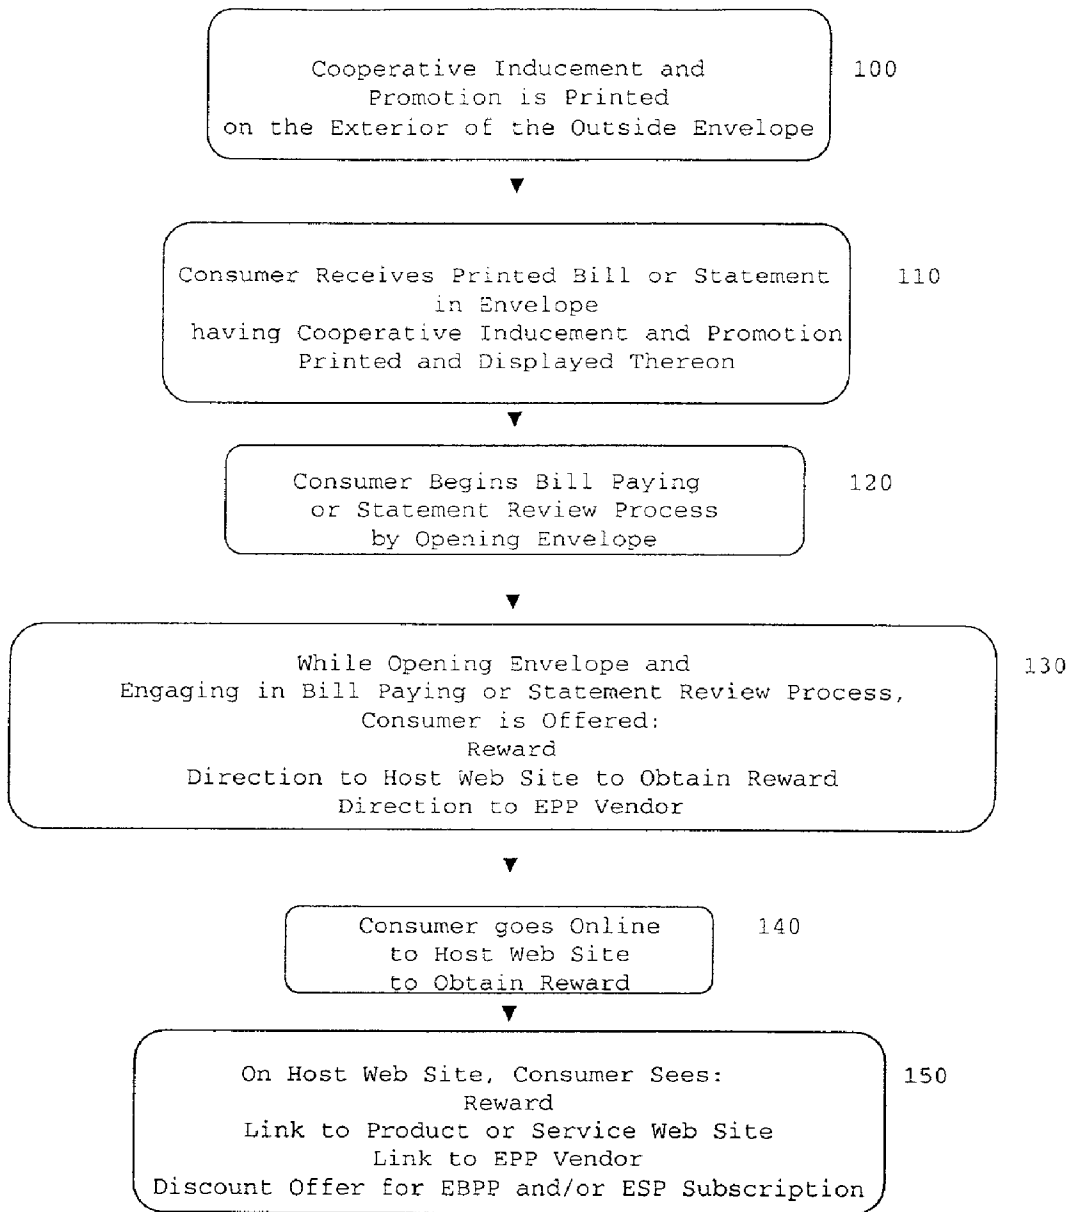 Cooperative Inducement and
Promotion is Printed
on the Exterior of the Outside Envelope
100
Consumer Receives Printed Bill or Statement
in Envelope
having Cooperative Inducement and Promotion
Printed and Displayed Thereon
110
Consumer Begins Bill Paying
or Statement Review Process
by Opening Envelope
120
While Opening Envelope and
Engaging in Bill Paying or Statement Review Process,
Consumer is Offered:
Reward
Direction to Host Web Site to Obtain Reward
Direction to EPP Vendor
130
Consumer goes Online
to Host Web Site
to Obtain Reward
140
On Host Web Site, Consumer Sees:
Reward
Link to Product or Service Web Site
Link to EPP Vendor
Discount Offer for EBPP and/or ESP Subscription
150